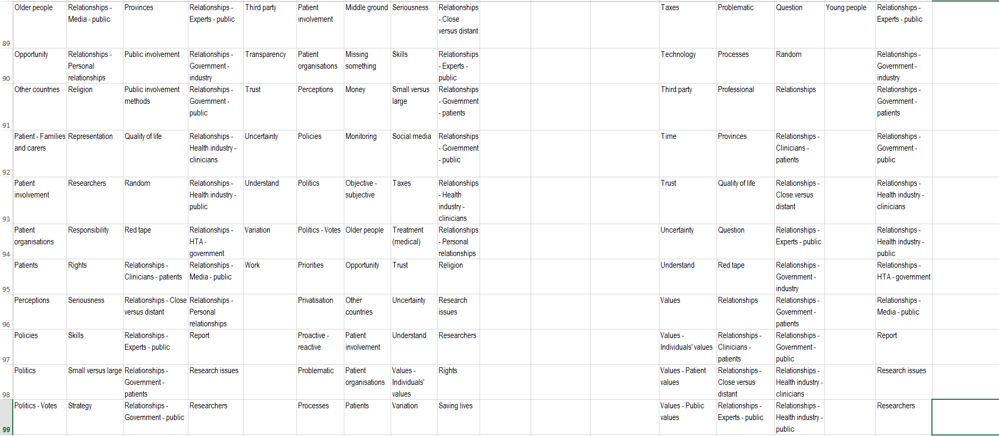 Older people Relationships - Provinces Relationships - Third party Patient Middle ground Seriousness Relationships Taxes Problematic Question Young people Relationships -
Media - public Experts - public involvement - Close Experts - public
versus distant
89
Opportunity Relationships - Public involvement Relationships - Transparency Patient Missing Skills Relationships Technology Processes Random Relationships -
Personal Government - organisations something - Experts - Government -
relationships industry public industry
90
Other countries Religion Public involvement Relationships - Trust Perceptions Money Small versus Relationships Third party Professional Relationships Relationships -
methods Government - large - Government Government -
public - patients patients
91
Patient - Families Representation Quality of life Relationships - Uncertainty Policies Monitoring Social media Relationships Time Provinces Relationships - Relationships -
and carers Health industry - - Government Clinicians - Government -
clinicians - public patients public
92
Patient Researchers Random Relationships - Understand Politics Objective - Taxes Relationships Trust Quality of life Relationships - Relationships -
involvement Health industry - subjective - Health Close versus Health industry -
public industry - distant clinicians
93 clinicians
Patient Responsibility Red tape Relationships - Variation Politics - Votes Older people Treatment Relationships Uncertainty Question Relationships - Relationships -
organisations HTA - (medical) - Personal Experts - public Health industry -
government relationships public
94
Patients Rights Relationships - Relationships - Work Priorities Opportunity Trust Religion Understand Red tape Relationships - Relationships -
Clinicians - patients Media - public Government - HTA - government
industry
95
Perceptions Seriousness Relationships - Close Relationships - Privatisation Other Uncertainty Research Values Relationships Relationships - Relationships -
versus distant Personal countries issues Government - Media - public
relationships patients
96
Policies Skills Relationships - Report Proactive - Patient Understand Researchers Values - Relationships - Relationships - Report
Experts - public reactive involvement Individuals' values Clinicians - Government -
patients public
97
Politics Small versus large Relationships - Research issues Problematic Patient Values - Rights Values - Patient Relationships - Relationships - Research issues
Government - organisations Individuals' values Close versus Health industry -
patients values distant clinicians
98
Politics - Votes Strategy Relationships - Researchers Processes Patients Variation Saving lives Values - Public Relationships - Relationships - Researchers
Government - public values Experts - public Health industry -
public
99